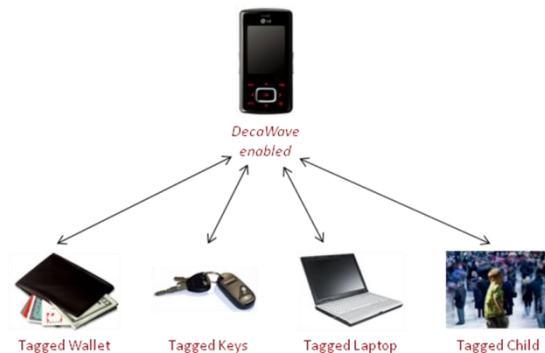 LG
DecaWave
enabled
Tagged Wallet
Tagged Keys
Tagged Laptop
Tagged Child